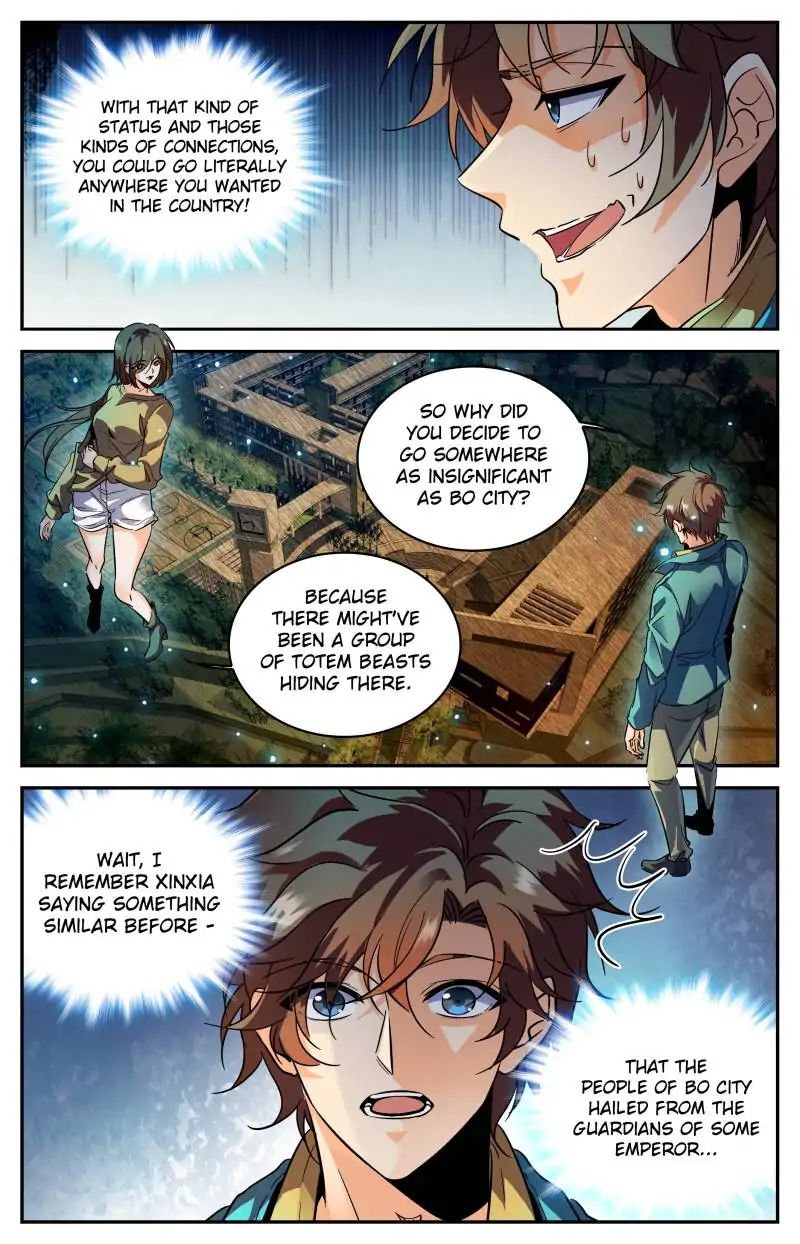 WITH THAT KIND OF
STATUS AND THOSE
KINDS OF CONNECTIONS,
YOU COULD GO LITERALLY
ANYWHERE YOU WANTED
IN THE COUNTRY!
SO WHY DID
YOU DECIDE TO
GO SOMEWHERE
AS INSIGNIFICANT
AS BO CITY?
BECAUSE
THERE MIGHT'VE
BEEN A GROUP
OF TOTEM BEASTS
HIDING THERE.
WAIT, I
REMEMBER XINXIA
SAYING SOMETHING
SIMILAR BEFORE -
THAT THE
PEOPLE OF BO CITY
HAILED FROM THE
GUARDIANS OF SOME
EMPEROR...